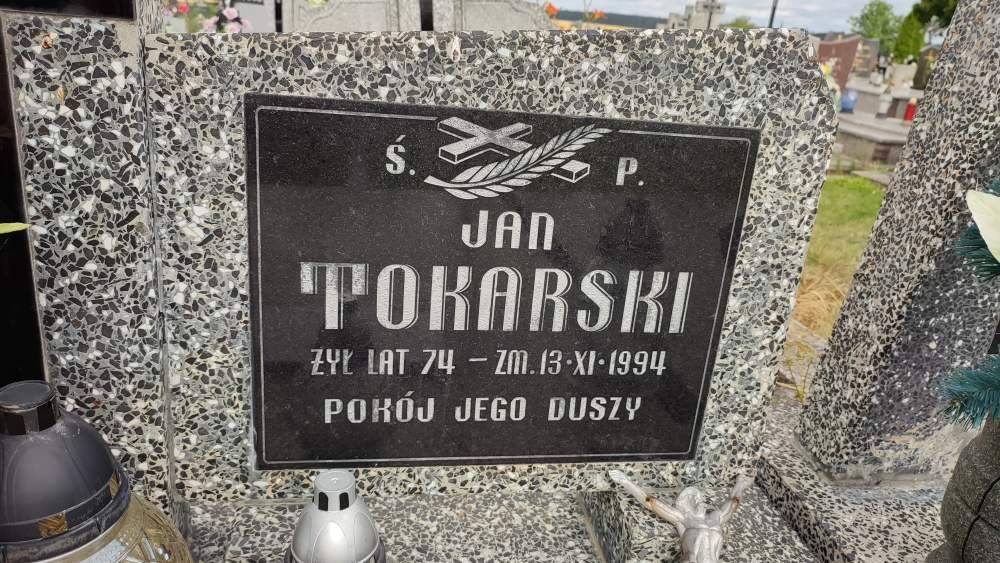 Ś. P.
JAN
TOKARSKI
ŻYŁ LAT 74 – ZM. 13·XI·1994
POKÓJ JEGO DUSZY